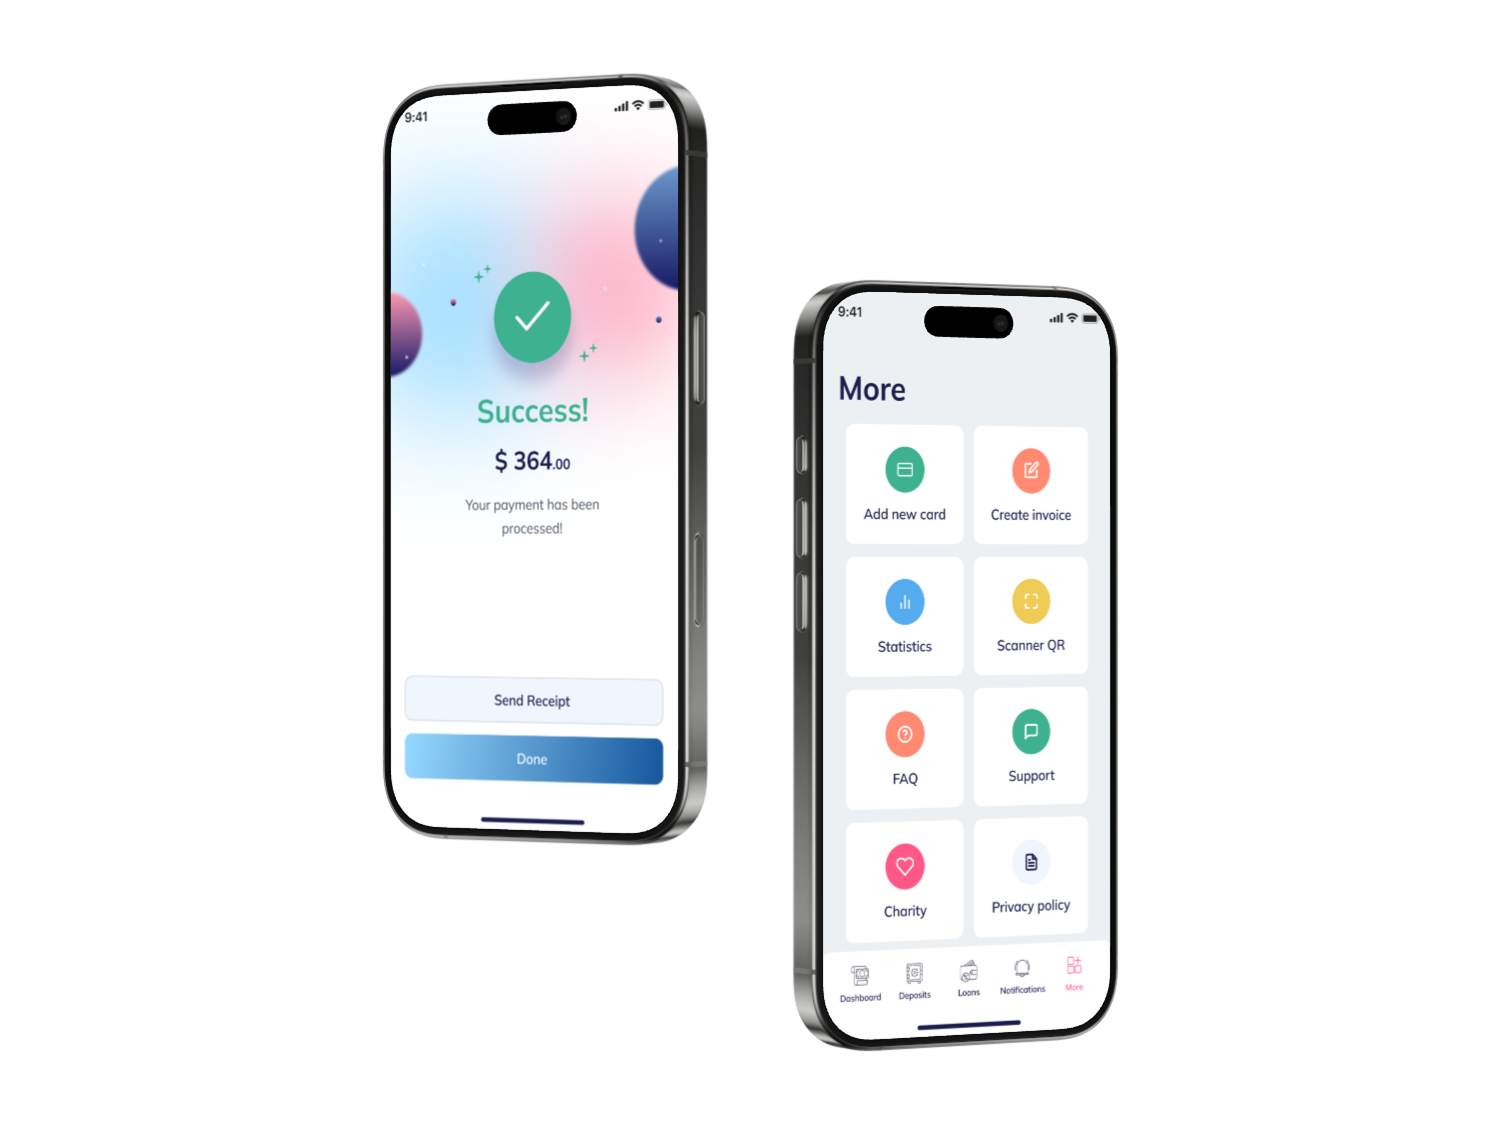 9:41
Success!
$ 364.00
Your payment has been
processed!
Send Receipt
Done
9:41
More
Add new card
Create invoice
Statistics
Scanner QR
FAQ
Support
Charity
Privacy policy
Dashboard
Deposits
Loans
Notifications
More